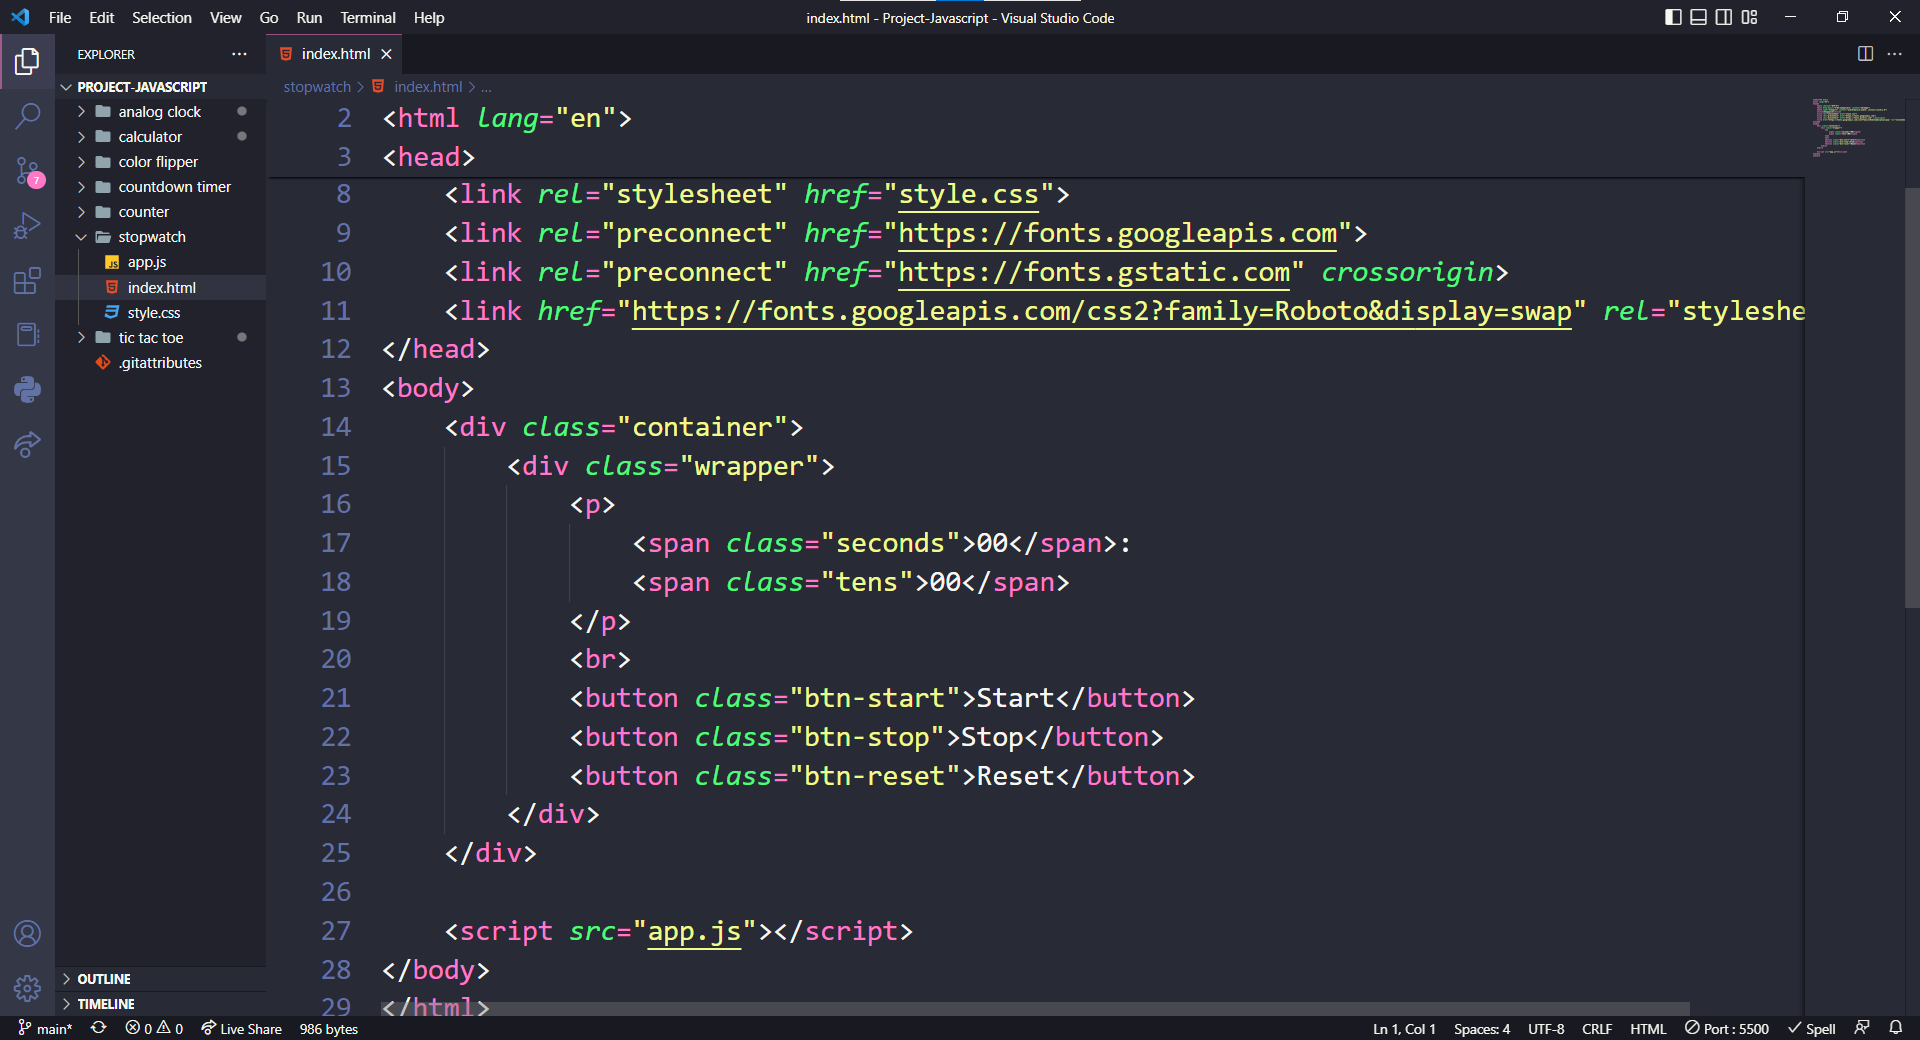 File Edit Selection View Go Run Terminal Help
index.html - Project-Javascript - Visual Studio Code
EXPLORER
PROJECT-JAVASCRIPT
analog clock
calculator
color flipper
countdown timer
counter
stopwatch
app.js
index.html
style.css
tic tac toe
.gitattributes
OUTLINE
TIMELINE
7
index.html
stopwatch > index.html > ...
2 <html lang="en">
3 <head>
8 <link rel="stylesheet" href="style.css">
9 <link rel="preconnect" href="https://fonts.googleapis.com">
10 <link rel="preconnect" href="https://fonts.gstatic.com" crossorigin>
11 <link href="https://fonts.googleapis.com/css2?family=Roboto&display=swap" rel="styleshe
12 </head>
13 <body>
14 <div class="container">
15 <div class="wrapper">
16 <p>
17 <span class="seconds">00</span>:
18 <span class="tens">00</span>
19 </p>
20 <br>
21 <button class="btn-start">Start</button>
22 <button class="btn-stop">Stop</button>
23 <button class="btn-reset">Reset</button>
24 </div>
25 </div>
26
27 <script src="app.js"></script>
28 </body>
29 </html>
main* 0 0 Live Share 986 bytes
Ln 1, Col 1 Spaces: 4 UTF-8 CRLF HTML Port : 5500 Spell